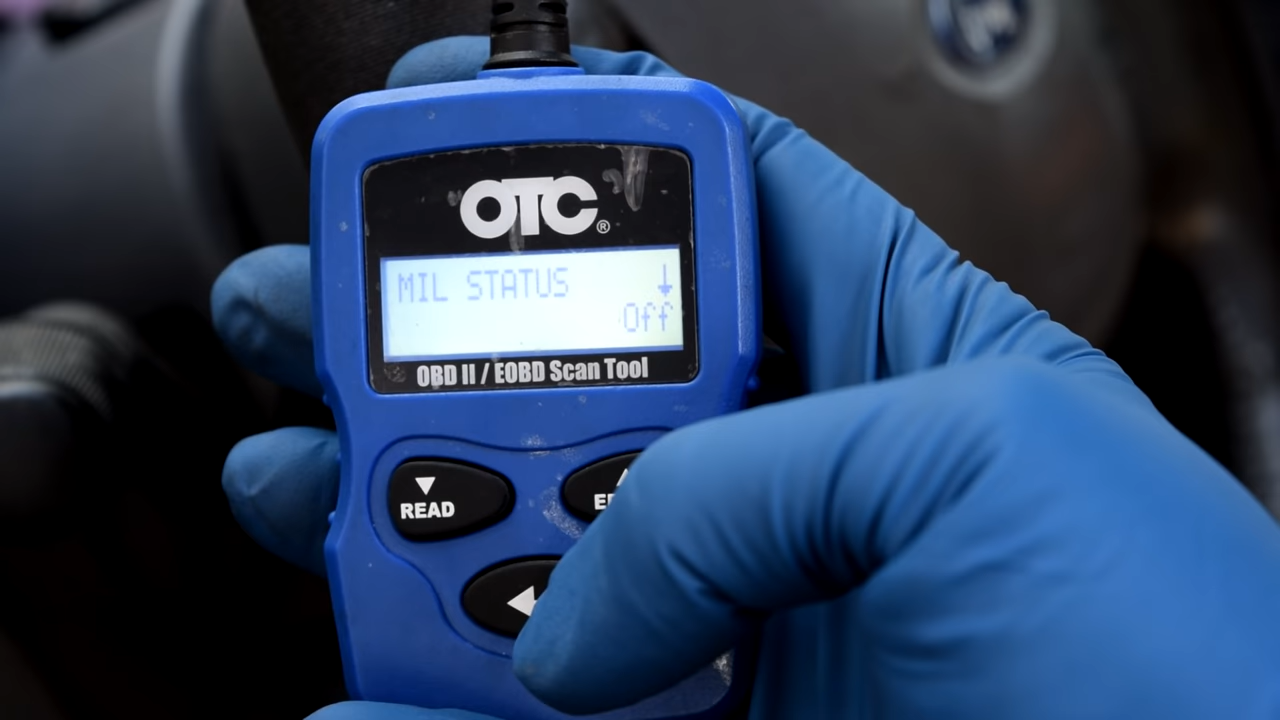 OTC®
MIL STATUS ↓
Off
OBD II / EOBD Scan Tool
READ